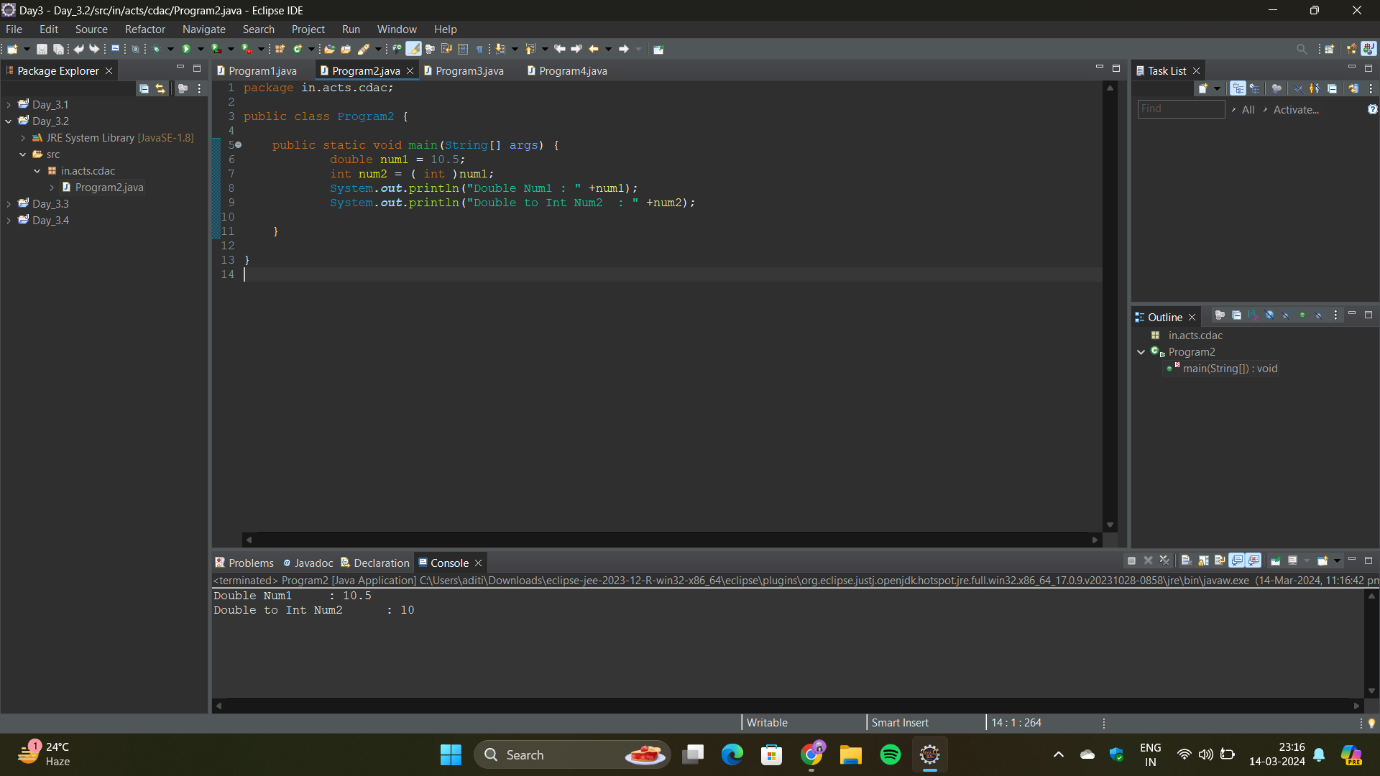 Day3 - Day_3.2/src/in/acts/cdac/Program2.java - Eclipse IDE
File Edit Source Refactor Navigate Search Project Run Window Help
Package Explorer
Day_3.1
Day_3.2
JRE System Library [JavaSE-1.8]
src
in.acts.cdac
Program2.java
Day_3.3
Day_3.4
Program1.java Program2.java Program3.java Program4.java
1 package in.acts.cdac;
2
3 public class Program2 {
4
5 public static void main(String[] args) {
6 double num1 = 10.5;
7 int num2 = ( int )num1;
8 System.out.println("Double Num1 : " +num1);
9 System.out.println("Double to Int Num2  : " +num2);
10
11 }
12
13 }
14
Task List
Find All Activate...
Outline
in.acts.cdac
Program2
main(String[]) : void
Problems Javadoc Declaration Console
<terminated> Program2 [Java Application] C:\Users\aditi\Downloads\eclipse-jee-2023-12-R-win32-x86_64\eclipse\plugins\org.eclipse.justj.openjdk.hotspot.jre.full.win32.x86_64_17.0.9.v20231028-0858\jre\bin\javaw.exe (14-Mar-2024, 11:16:42 pm
Double Num1     : 10.5
Double to Int Num2      : 10
Writable Smart Insert 14 : 1 : 264
1
24°C
Haze
Search
ENG
IN
23:16
14-03-2024
PRE